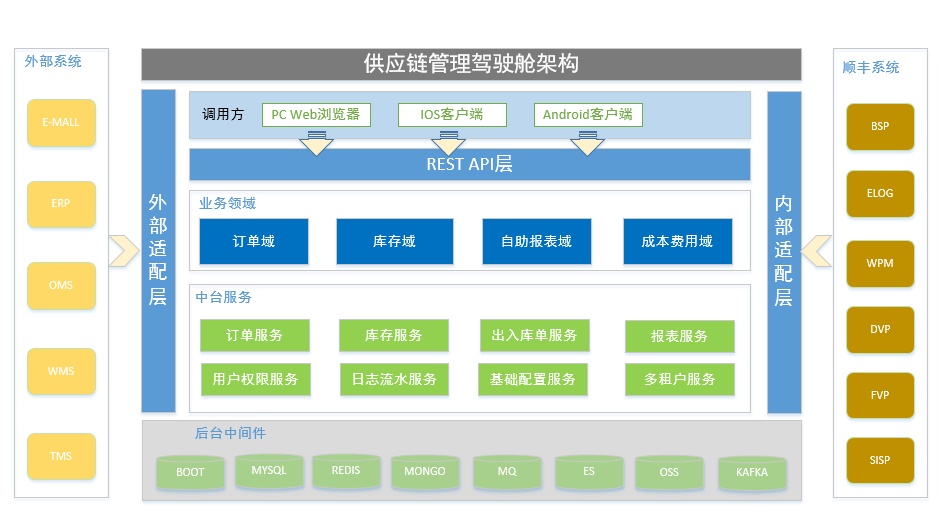 供应链管理驾驶舱架构
外部系统
E-MALL
ERP
OMS
WMS
TMS
外部适配层
调用方
PC Web浏览器
IOS客户端
Android客户端
REST API层
业务领域
订单域
库存域
自助报表域
成本费用域
中台服务
订单服务
库存服务
出入库单服务
报表服务
用户权限服务
日志流水服务
基础配置服务
多租户服务
后台中间件
BOOT
MYSQL
REDIS
MONGO
MQ
ES
OSS
KAFKA
内部适配层
顺丰系统
BSP
ELOG
WPM
DVP
FVP
SISP